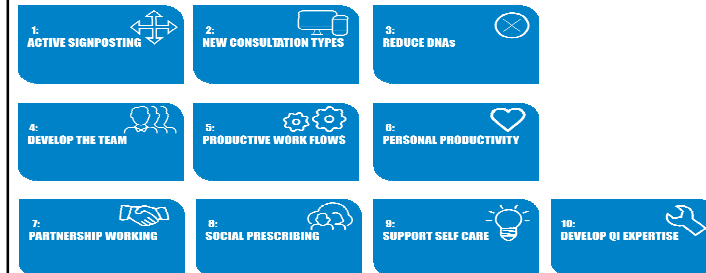 1:
ACTIVE SIGNPOSTING
2:
NEW CONSULTATION TYPES
3:
REDUCE DNAs
4:
DEVELOP THE TEAM
5:
PRODUCTIVE WORK FLOWS
6:
PERSONAL PRODUCTIVITY
7:
PARTNERSHIP WORKING
8:
SOCIAL PRESCRIBING
9:
SUPPORT SELF CARE
10:
DEVELOP QI EXPERTISE